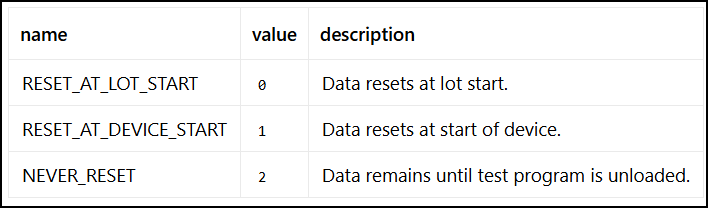 name value description
RESET_AT_LOT_START 0 Data resets at lot start.
RESET_AT_DEVICE_START 1 Data resets at start of device.
NEVER_RESET 2 Data remains until test program is unloaded.